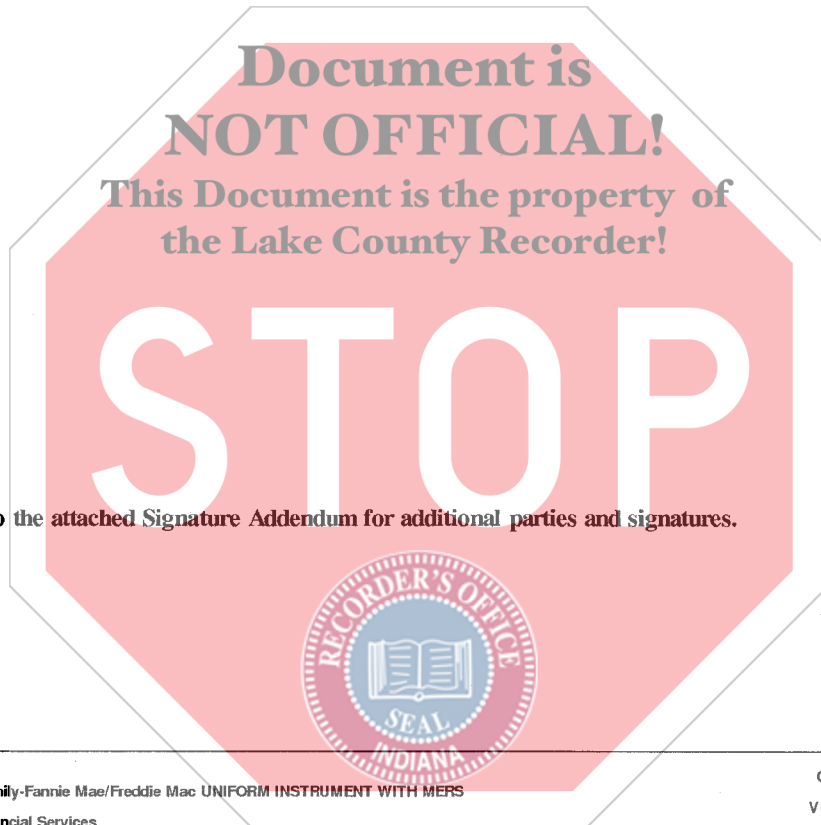 Document is
NOT OFFICIAL!
This Document is the property of
the Lake County Recorder!
STOP
the attached Signature Addendum for additional parties and signatures.
RECORDER'S OFFICE
SEAL
INDIANA
-Fannie Mae/Freddie Mac UNIFORM INSTRUMENT WITH MERS
Services
V